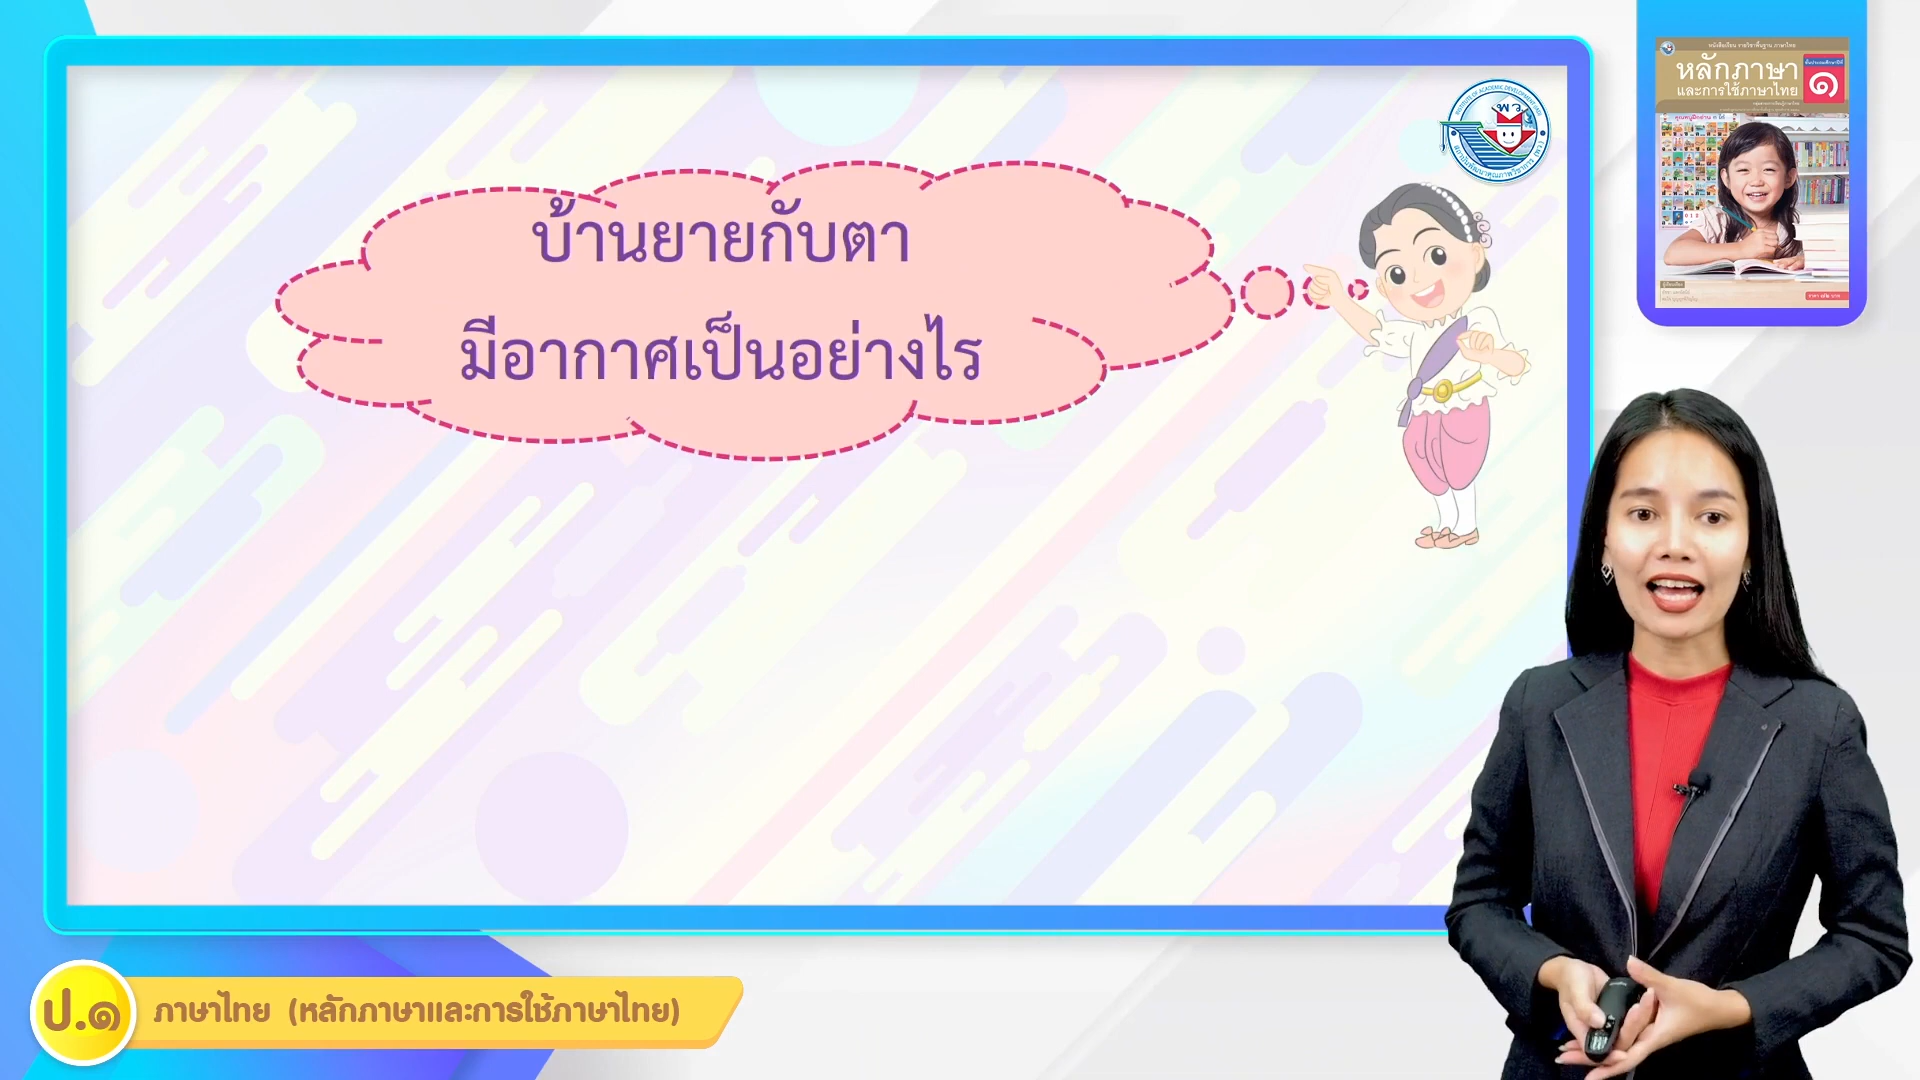 บ้านยายกับตา
มีอากาศเป็นอย่างไร
พว
หลักภาษา
และการใช้ภาษาไทย
๑
ป.๑
ภาษาไทย (หลักภาษาและการใช้ภาษาไทย)